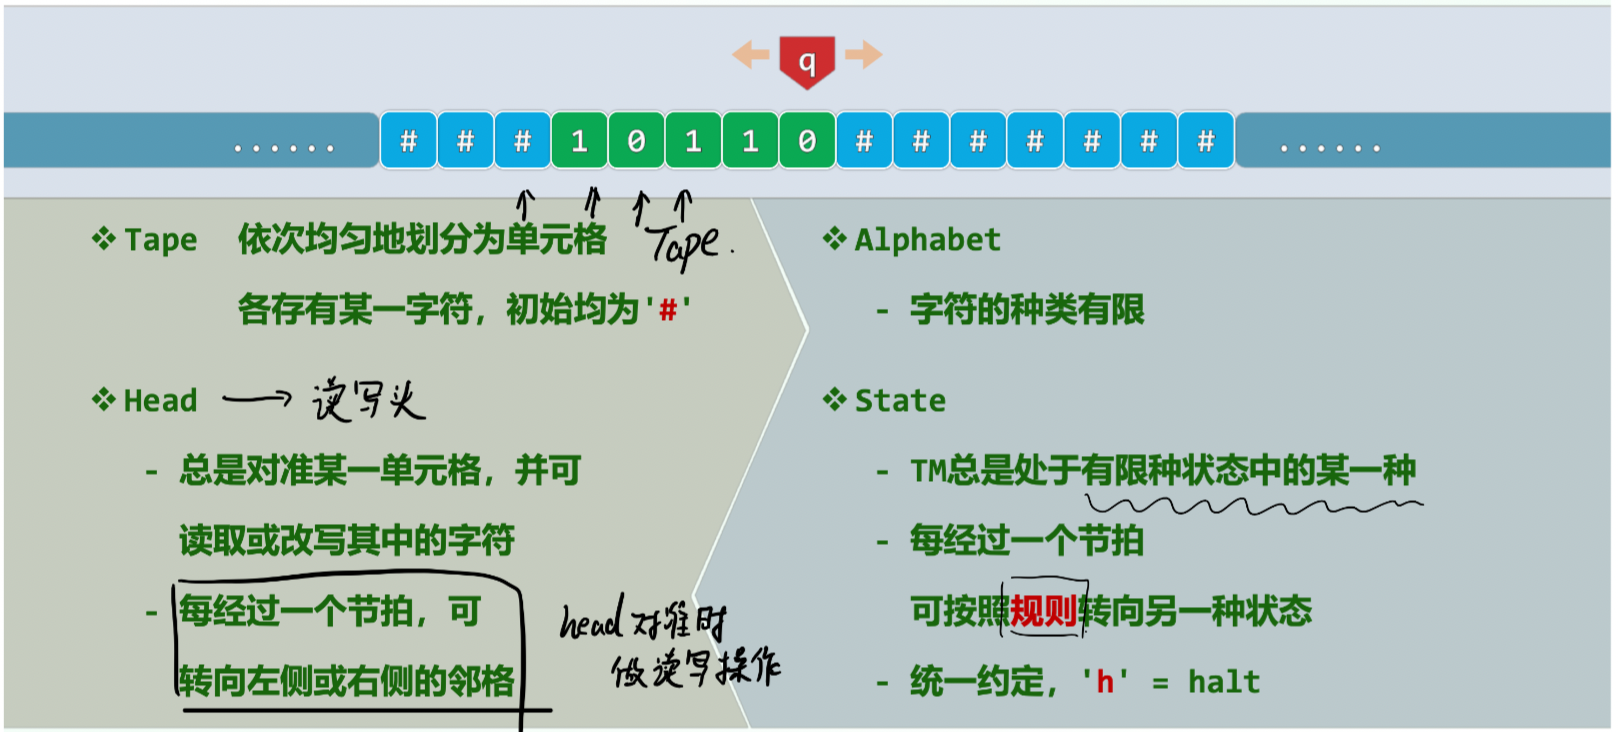 q
...... # # # 1 0 1 1 0 # # # # # # # ......
❖ Tape 依次均匀地划分为单元格
Tape.
各存有某一字符，初始均为'#'
❖ Head → 读写头
- 总是对准某一单元格，并可
读取或改写其中的字符
- 每经过一个节拍，可
转向左侧或右侧的邻格
head 对准时
做读写操作
❖ Alphabet
- 字符的种类有限
❖ State
- TM总是处于有限种状态中的某一种
- 每经过一个节拍
可按照规则转向另一种状态
- 统一约定，'h' = halt